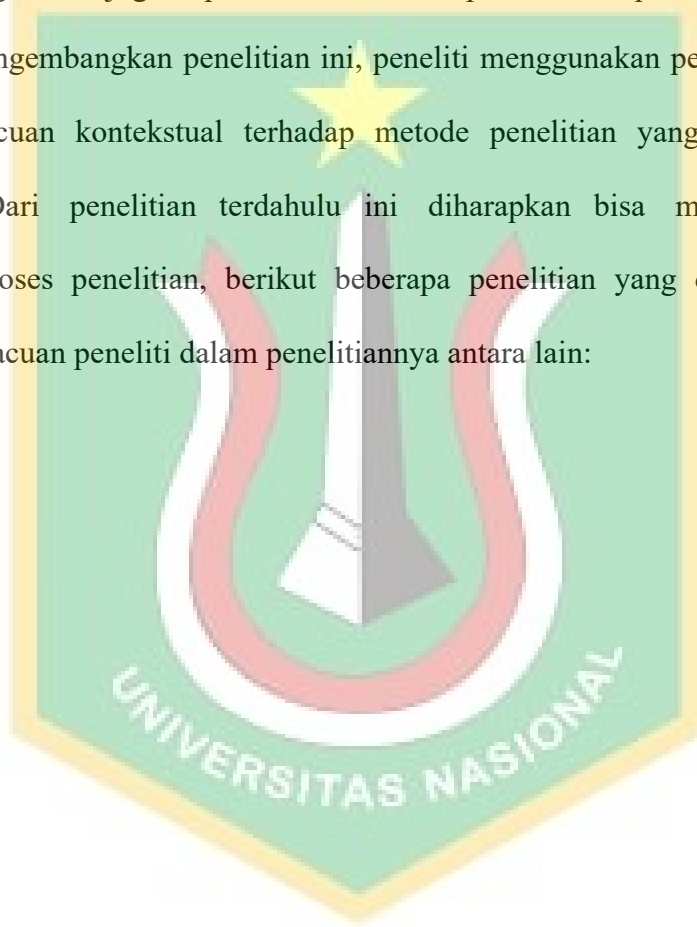 ngembangkan penelitian ini, peneliti menggunakan pe
cuan kontekstual terhadap metode penelitian yang
Dari penelitian terdahulu ini diharapkan bisa m
oses penelitian, berikut beberapa penelitian yang
acuan peneliti dalam penelitiannya antara lain:
UNIVERSITAS NASIONAL